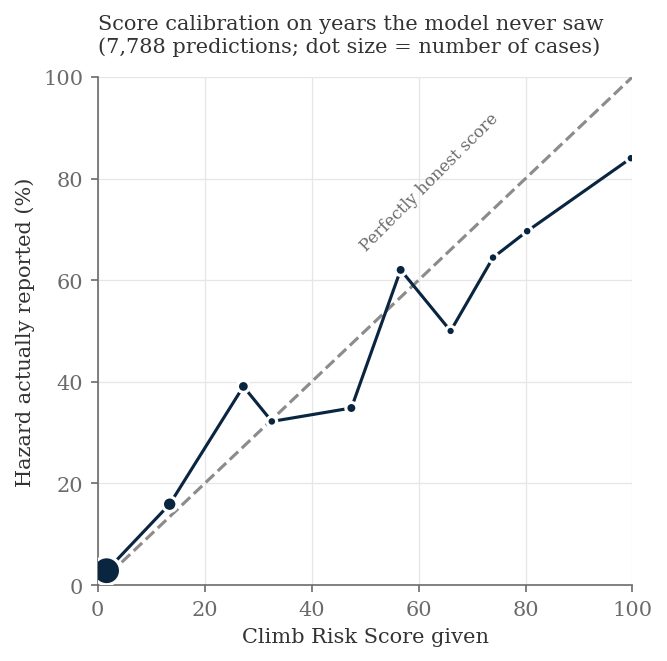 Score calibration on years the model never saw
(7,788 predictions; dot size = number of cases)
100
80
60
40
20
0
Hazard actually reported (%)
Perfectly honest score
0 20 40 60 80 100
Climb Risk Score given